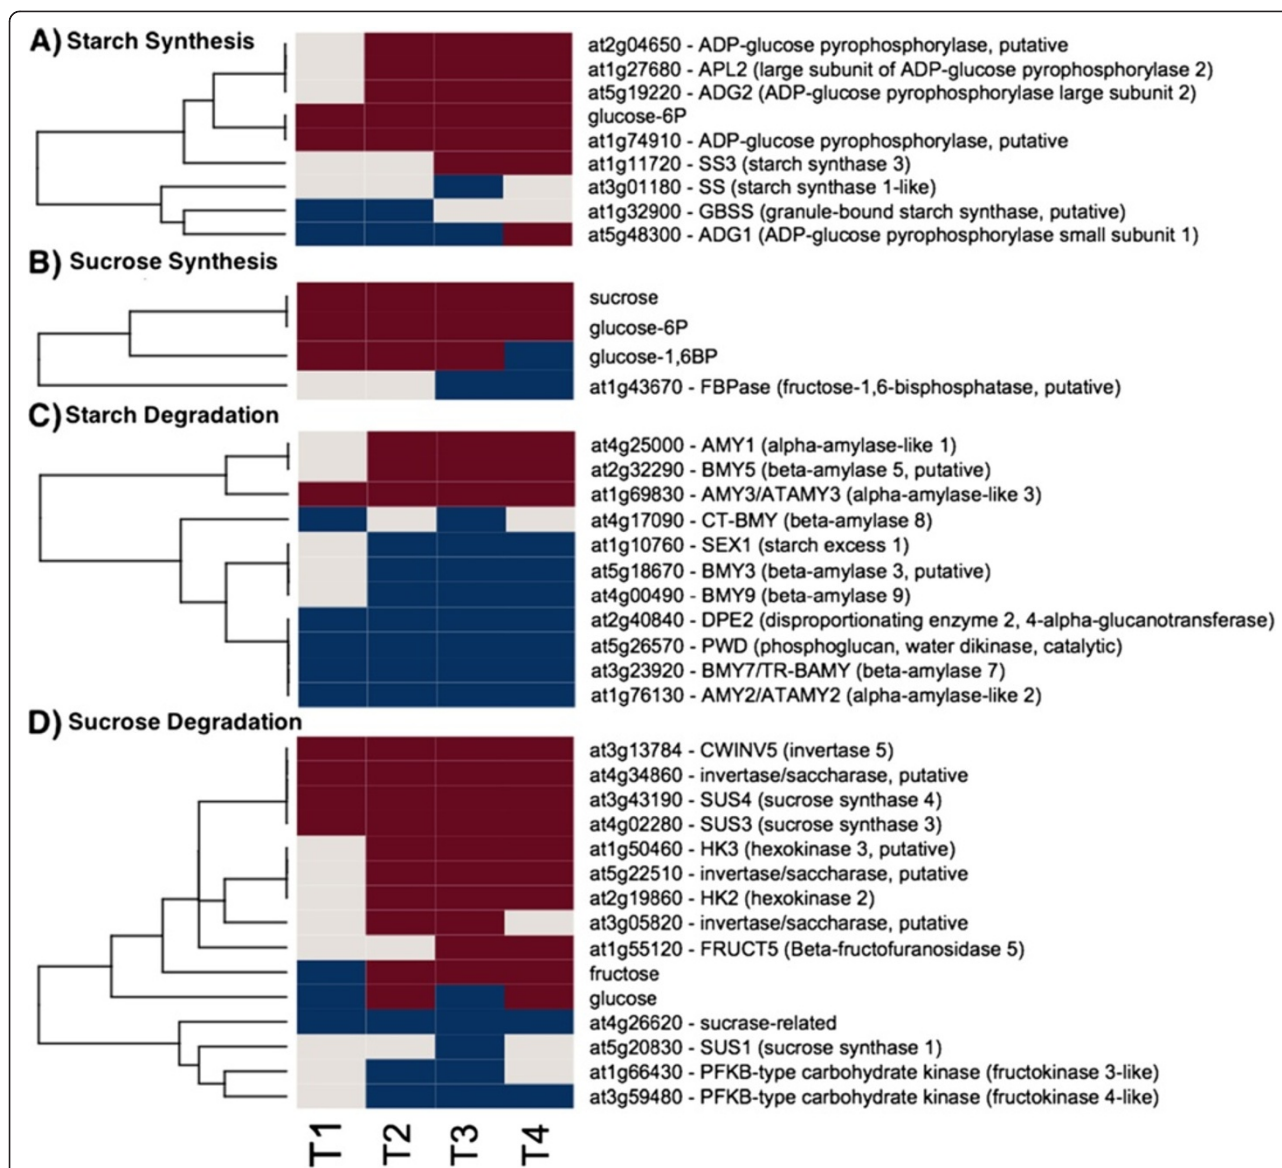 A) Starch Synthesis
at2g04650 - ADP-glucose pyrophosphorylase, putative
at1g27680 - APL2 (large subunit of ADP-glucose pyrophosphorylase 2)
at5g19220 - ADG2 (ADP-glucose pyrophosphorylase large subunit 2)
glucose-6P
at1g74910 - ADP-glucose pyrophosphorylase, putative
at1g11720 - SS3 (starch synthase 3)
at3g01180 - SS (starch synthase 1-like)
at1g32900 - GBSS (granule-bound starch synthase, putative)
at5g48300 - ADG1 (ADP-glucose pyrophosphorylase small subunit 1)
B) Sucrose Synthesis
sucrose
glucose-6P
glucose-1,6BP
at1g43670 - FBPase (fructose-1,6-bisphosphatase, putative)
C) Starch Degradation
at4g25000 - AMY1 (alpha-amylase-like 1)
at2g32290 - BMY5 (beta-amylase 5, putative)
at1g69830 - AMY3/ATAMY3 (alpha-amylase-like 3)
at4g17090 - CT-BMY (beta-amylase 8)
at1g10760 - SEX1 (starch excess 1)
at5g18670 - BMY3 (beta-amylase 3, putative)
at4g00490 - BMY9 (beta-amylase 9)
at2g40840 - DPE2 (disproportionating enzyme 2, 4-alpha-glucanotransferase)
at5g26570 - PWD (phosphoglucan, water dikinase, catalytic)
at3g23920 - BMY7/TR-BAMY (beta-amylase 7)
at1g76130 - AMY2/ATAMY2 (alpha-amylase-like 2)
D) Sucrose Degradation
at3g13784 - CWINV5 (invertase 5)
at4g34860 - invertase/saccharase, putative
at3g43190 - SUS4 (sucrose synthase 4)
at4g02280 - SUS3 (sucrose synthase 3)
at1g50460 - HK3 (hexokinase 3, putative)
at5g22510 - invertase/saccharase, putative
at2g19860 - HK2 (hexokinase 2)
at3g05820 - invertase/saccharase, putative
at1g55120 - FRUCT5 (Beta-fructofuranosidase 5)
fructose
glucose
at4g26620 - sucrase-related
at5g20830 - SUS1 (sucrose synthase 1)
at1g66430 - PFKB-type carbohydrate kinase (fructokinase 3-like)
at3g59480 - PFKB-type carbohydrate kinase (fructokinase 4-like)
T1 T2 T3 T4